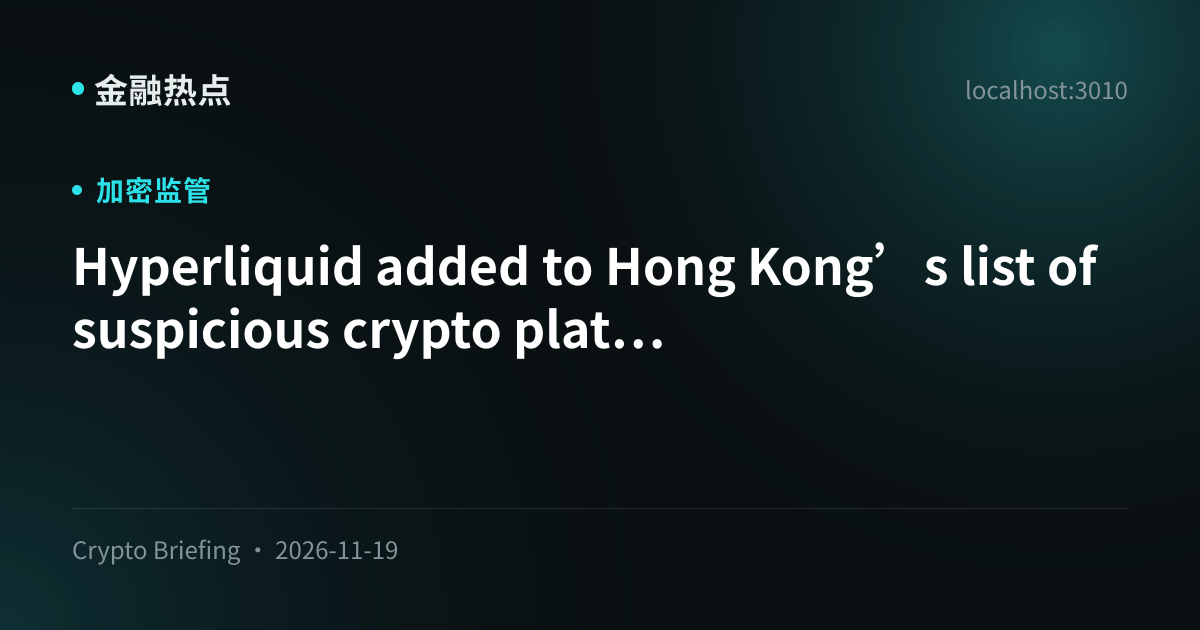 金融热点
localhost:3010
加密监管
Hyperliquid added to Hong Kong’s list of
suspicious crypto plat…
Crypto Briefing · 2026-11-19